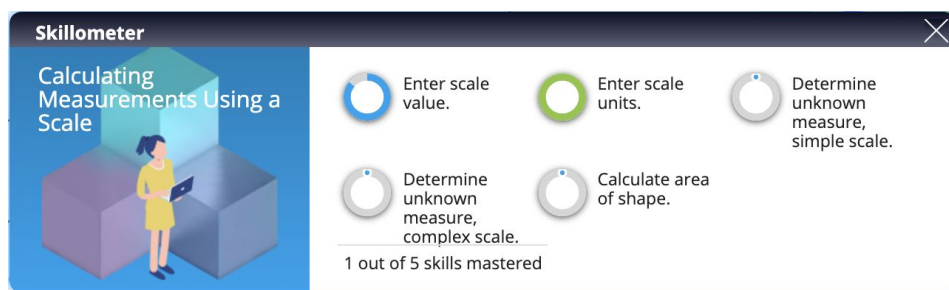 Skillometer
Calculating
Measurements Using a
Scale
Enter scale
value.
Enter scale
units.
Determine
unknown
measure,
simple scale.
Determine
unknown
measure,
complex scale.
Calculate area
of shape.
1 out of 5 skills mastered